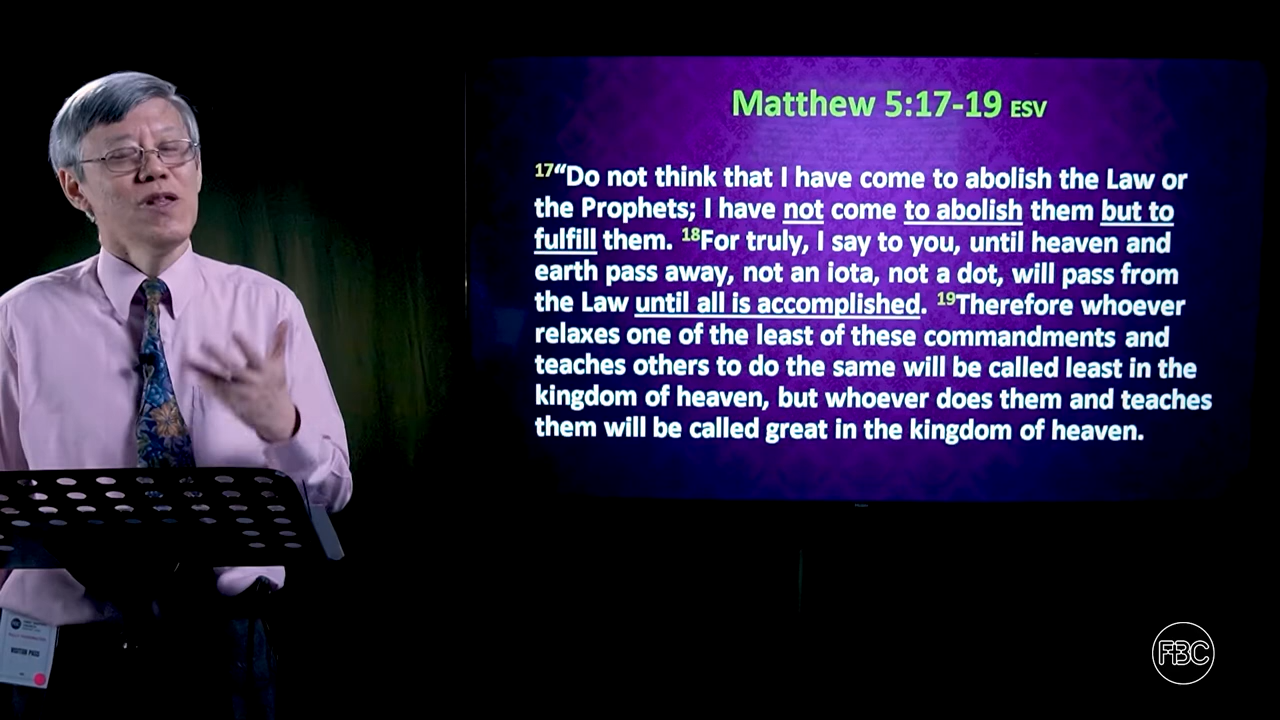 Matthew 5:17-19 ESV
17“Do not think that I have come to abolish the Law or
the Prophets; I have not come to abolish them but to
fulfill them. 18For truly, I say to you, until heaven and
earth pass away, not an iota, not a dot, will pass from
the Law until all is accomplished. 19Therefore whoever
relaxes one of the least of these commandments and
teaches others to do the same will be called least in the
kingdom of heaven, but whoever does them and teaches
them will be called great in the kingdom of heaven.
VISITOR PASS
FBC